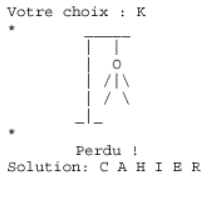 Votre choix : K
*
*
Perdu !
Solution: C A H I E R